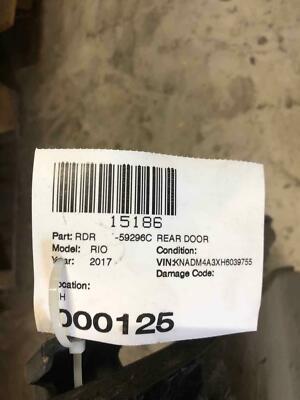 15186
Part: RDR -59296C REAR DOOR
Model: RIO Condition:
Year: 2017 VIN:KNADM4A3XH6039755
Damage Code:
Location:
H
000125